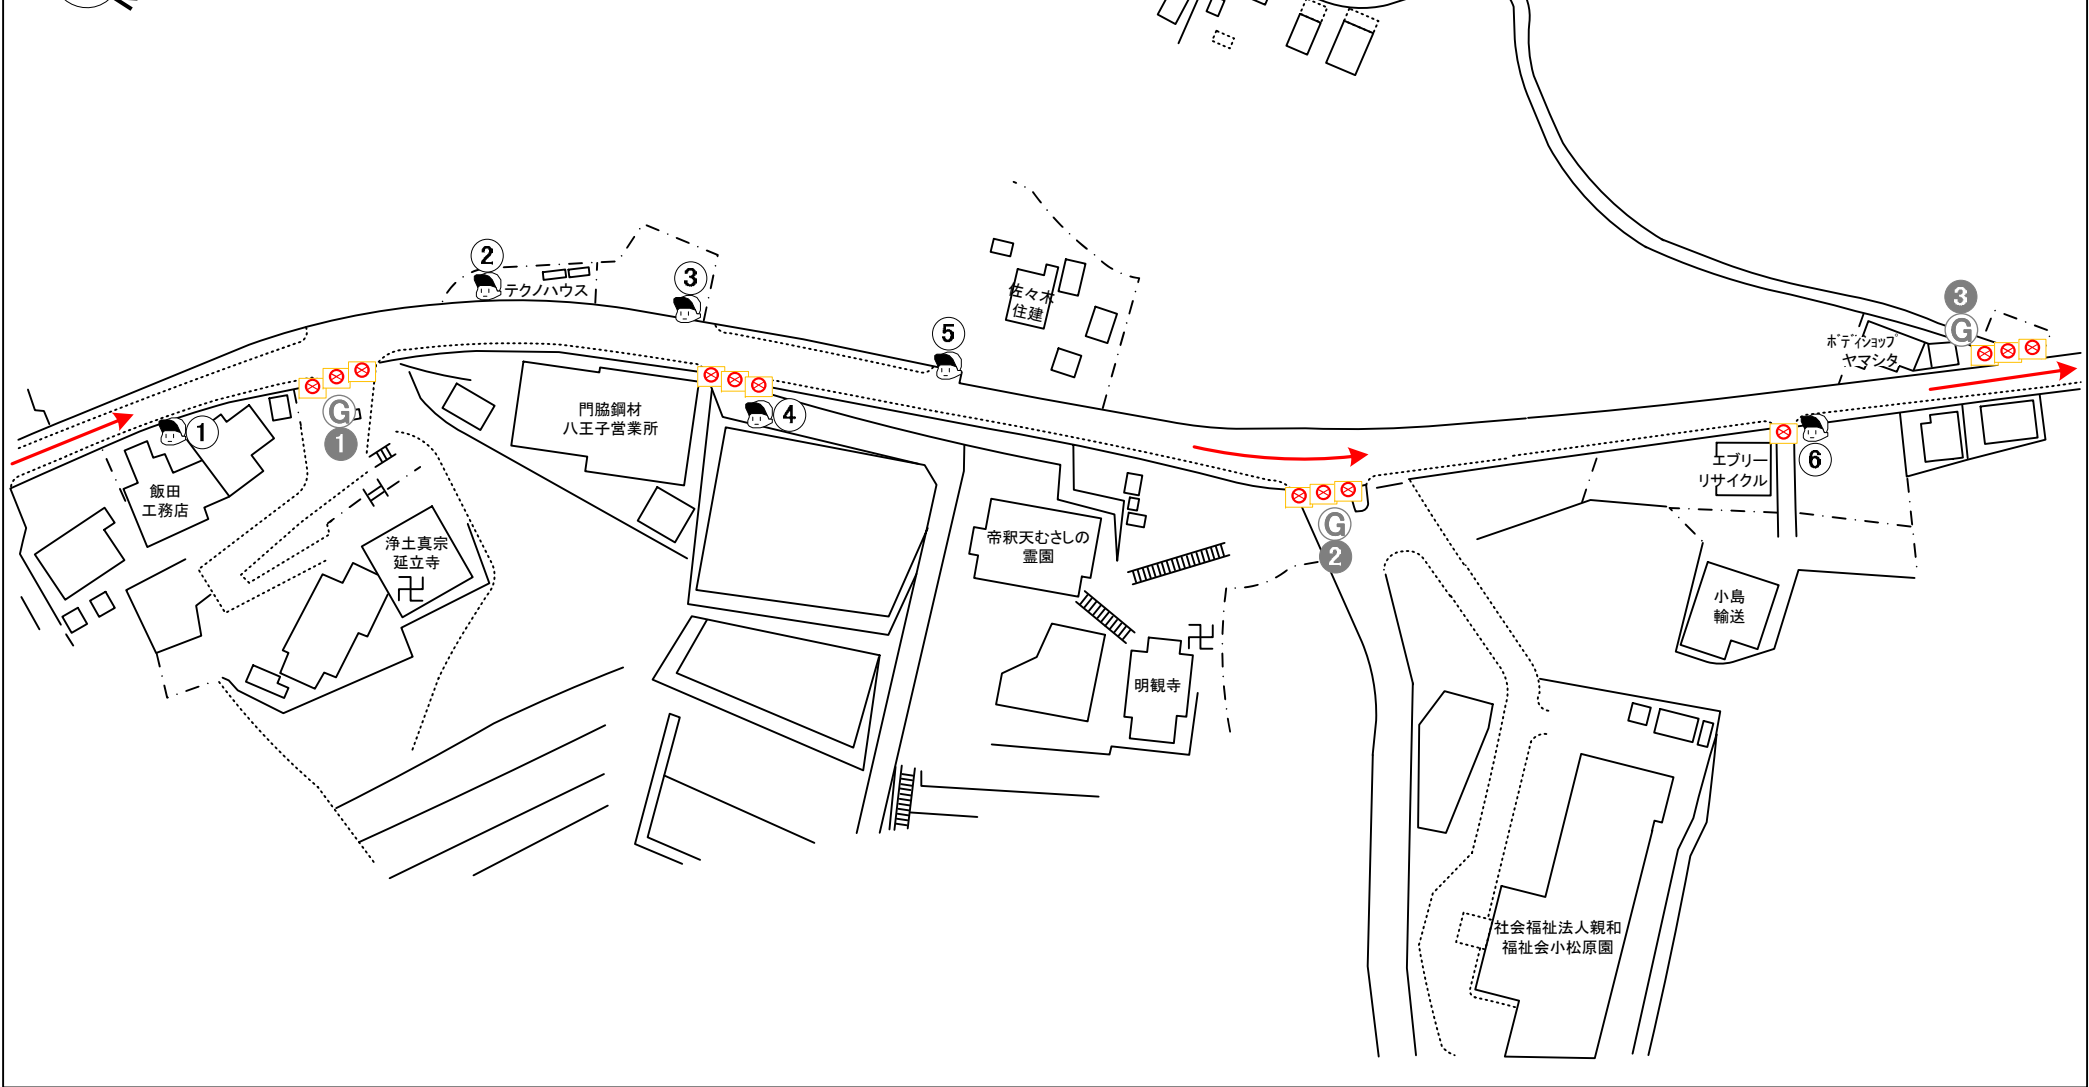 ②
テクノハウス
③
⑤
佐々木
住建
❸
G
ボディショップ
ヤマシタ
①
G
❶
飯田
工務店
門脇鋼材
八王子営業所
④
⑥
エブリー
リサイクル
浄土真宗
延立寺
帝釈天むさしの
霊園
G
❷
小島
輸送
明観寺
社会福祉法人親和
福祉会小松原園